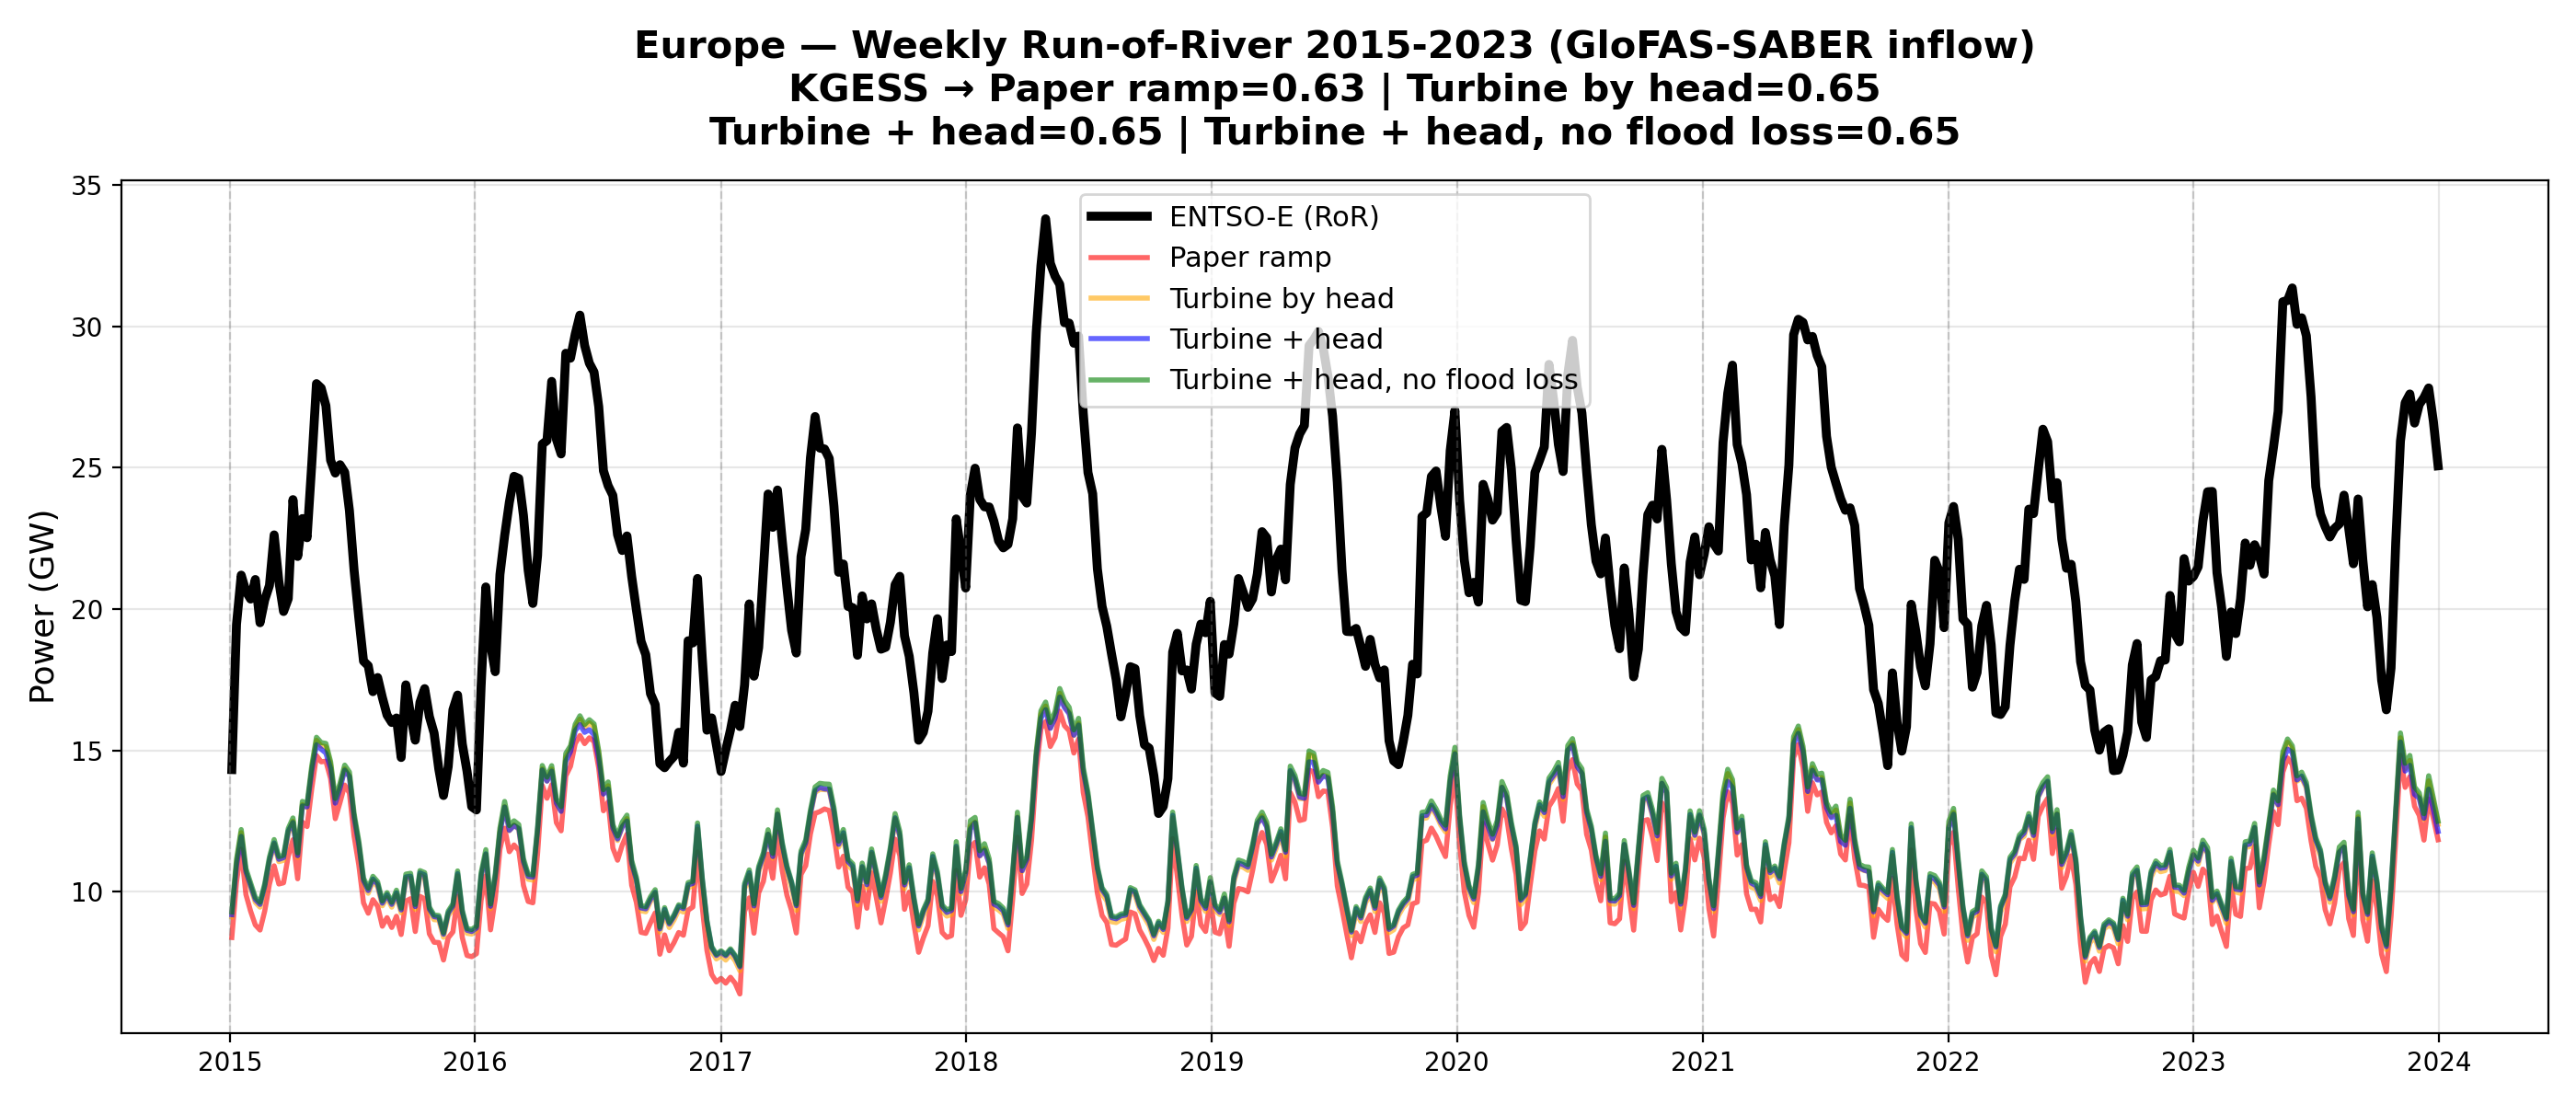 Europe — Weekly Run-of-River 2015-2023 (GloFAS-SABER inflow)
KGESS → Paper ramp=0.63 | Turbine by head=0.65
Turbine + head=0.65 | Turbine + head, no flood loss=0.65
ENTSO-E (RoR)
Paper ramp
Turbine by head
Turbine + head
Turbine + head, no flood loss
Power (GW)
35
30
25
20
15
10
2015 2016 2017 2018 2019 2020 2021 2022 2023 2024